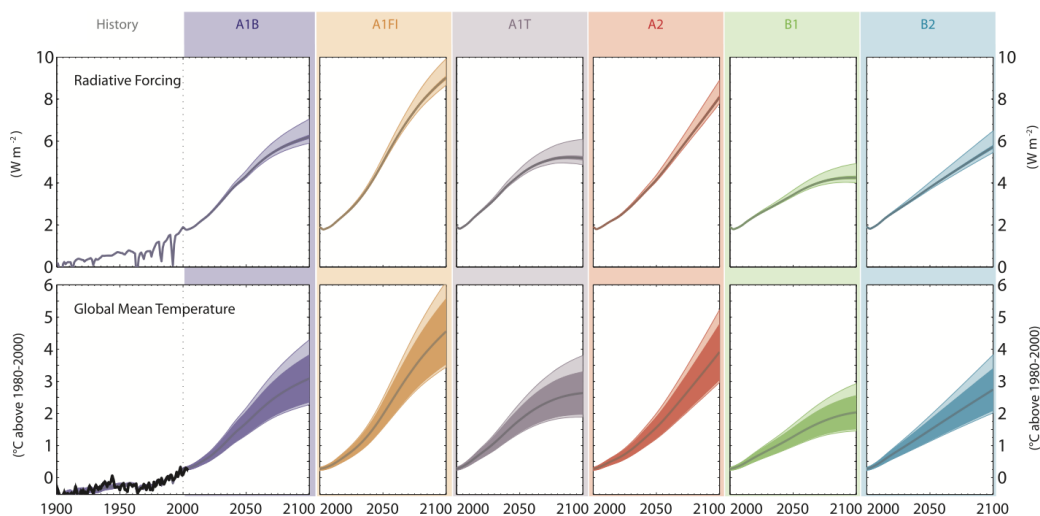 History A1B A1FI A1T A2 B1 B2
10 10
Radiative Forcing
8 8
6 6
(W m⁻²) (W m⁻²)
4 4
2 2
0 0
6 6
Global Mean Temperature
5 5
4 4
3 3
(°C above 1980-2000) (°C above 1980-2000)
2 2
1 1
0 0
1900 1950 2000 2050 2100 2000 2050 2100 2000 2050 2100 2000 2050 2100 2000 2050 2100 2000 2050 2100